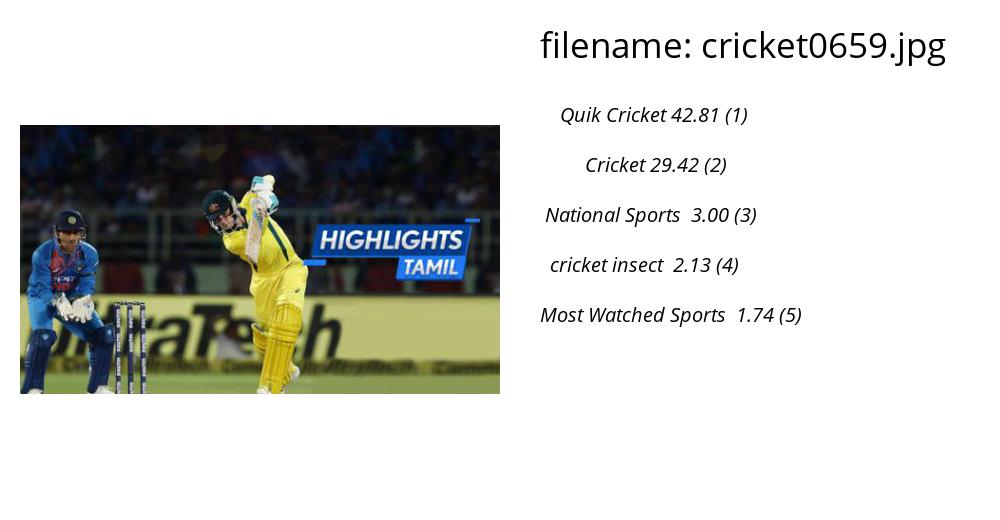 filename: cricket0659.jpg
Quik Cricket 42.81 (1)
Cricket 29.42 (2)
National Sports 3.00 (3)
cricket insect 2.13 (4)
Most Watched Sports 1.74 (5)
HIGHLIGHTS
TAMIL
oppo
UltraTech